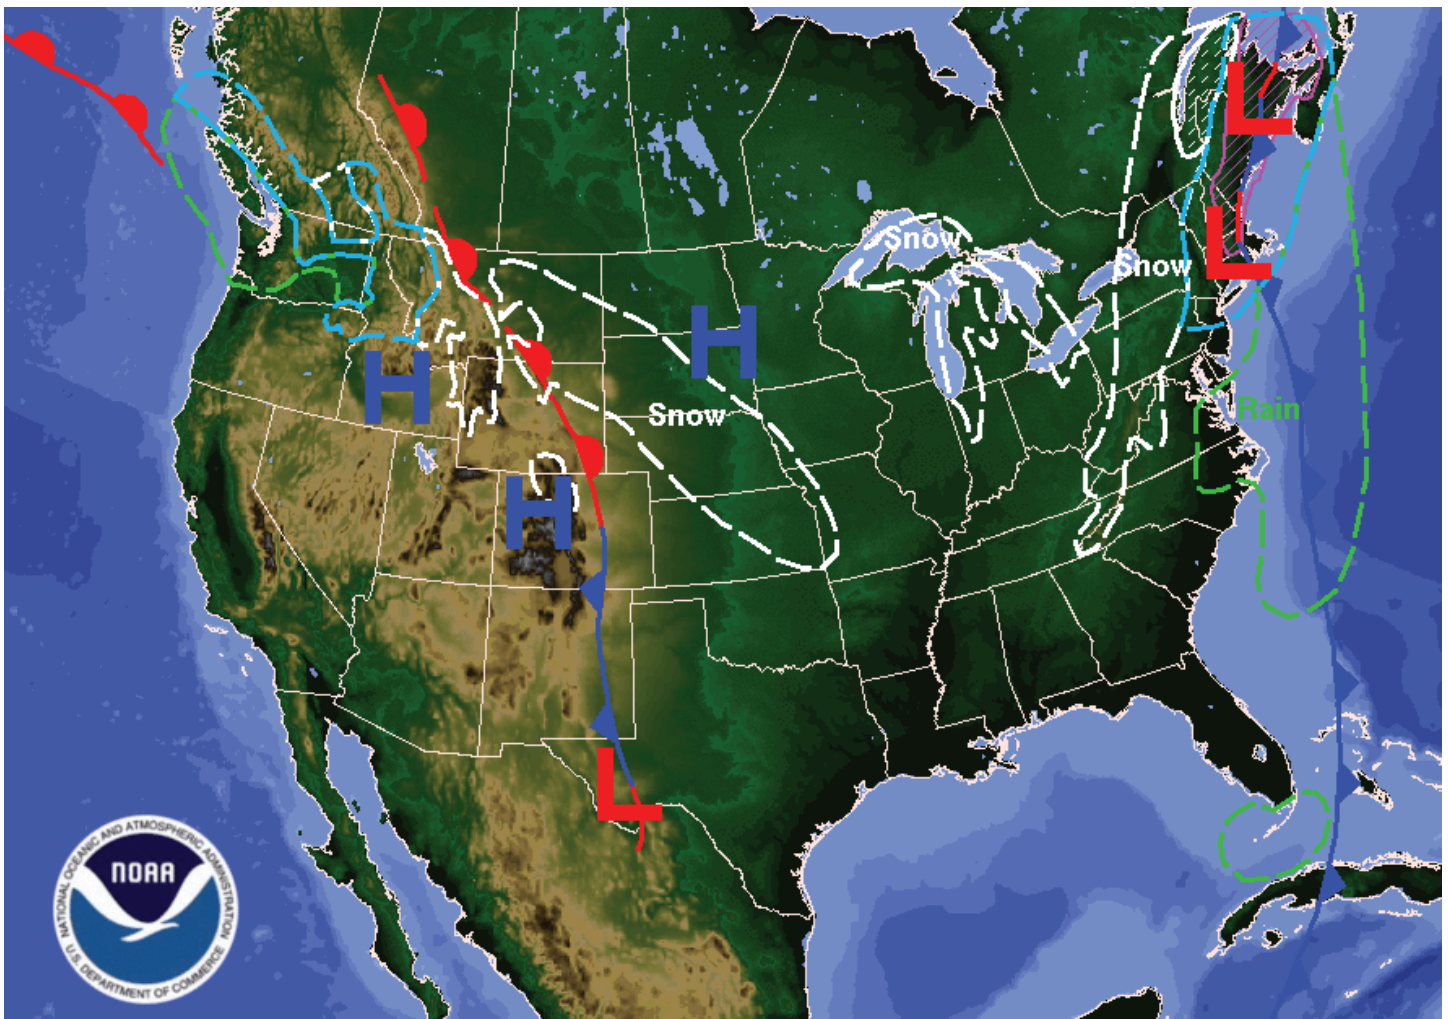 Snow
Snow
L
L
H
H
Rain
Snow
H
L
NOAA
NATIONAL OCEANIC AND ATMOSPHERIC ADMINISTRATION
U.S. DEPARTMENT OF COMMERCE